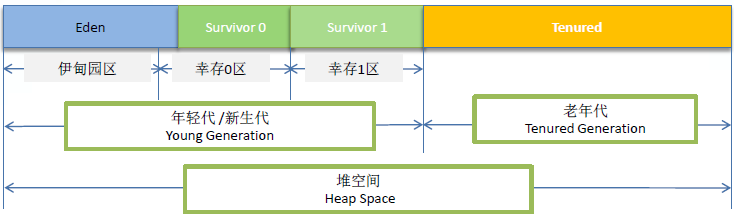 Eden
Survivor 0
Survivor 1
Tenured
伊甸园区
幸存0区
幸存1区
年轻代 /新生代
Young Generation
老年代
Tenured Generation
堆空间
Heap Space